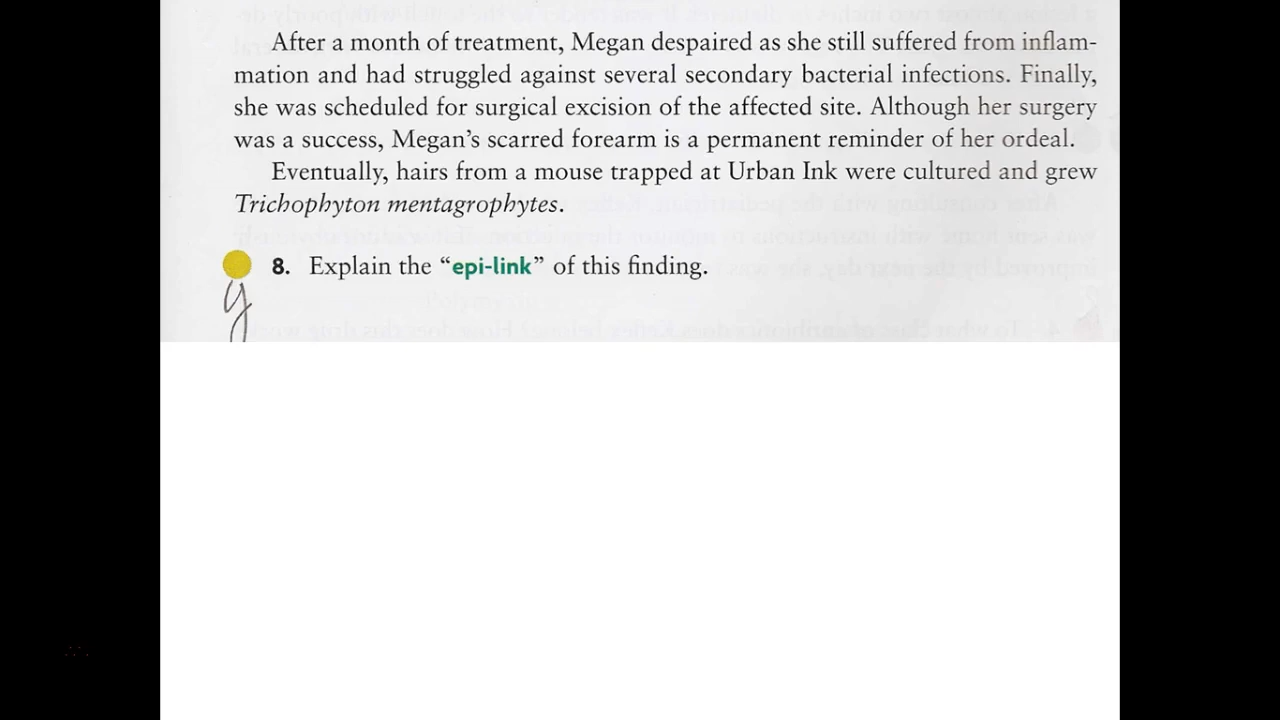 After a month of treatment, Megan despaired as she still suffered from inflam-
mation and had struggled against several secondary bacterial infections. Finally,
she was scheduled for surgical excision of the affected site. Although her surgery
was a success, Megan's scarred forearm is a permanent reminder of her ordeal.
Eventually, hairs from a mouse trapped at Urban Ink were cultured and grew
Trichophyton mentagrophytes.
8. Explain the "epi-link" of this finding.
y